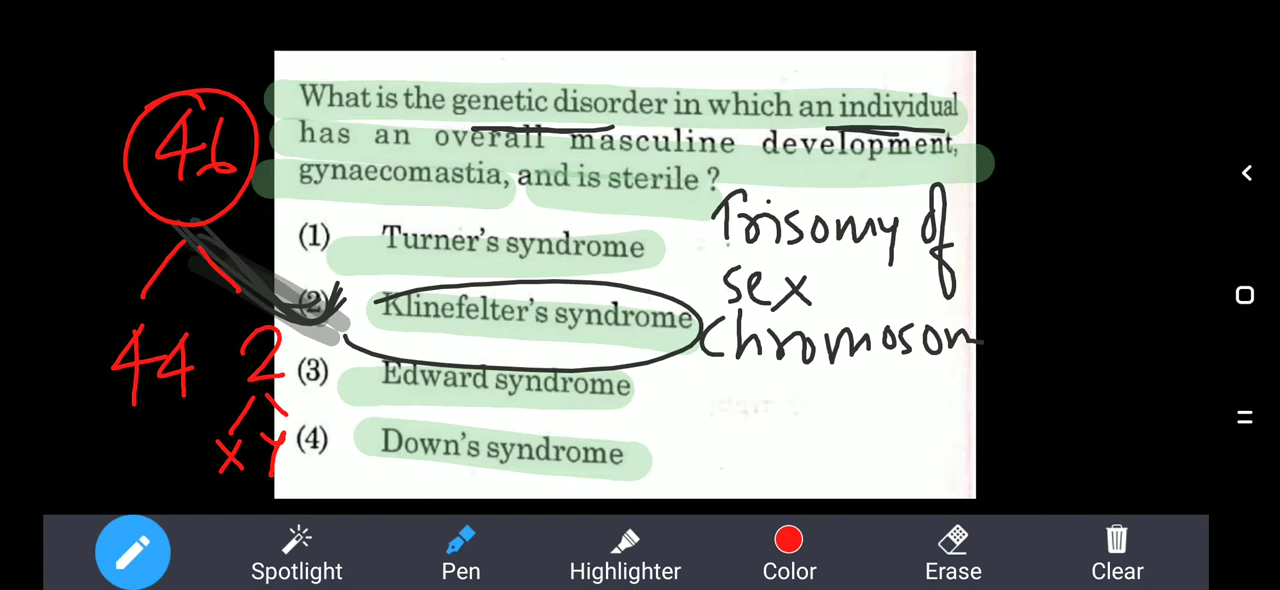 What is the genetic disorder in which an individual
has an overall masculine development,
gynaecomastia, and is sterile ?
46
(1) Turner's syndrome
Trisomy of
sex
chromosom
(2) Klinefelter's syndrome
44 2
(3) Edward syndrome
X Y
(4) Down's syndrome
Spotlight Pen Highlighter Color Erase Clear